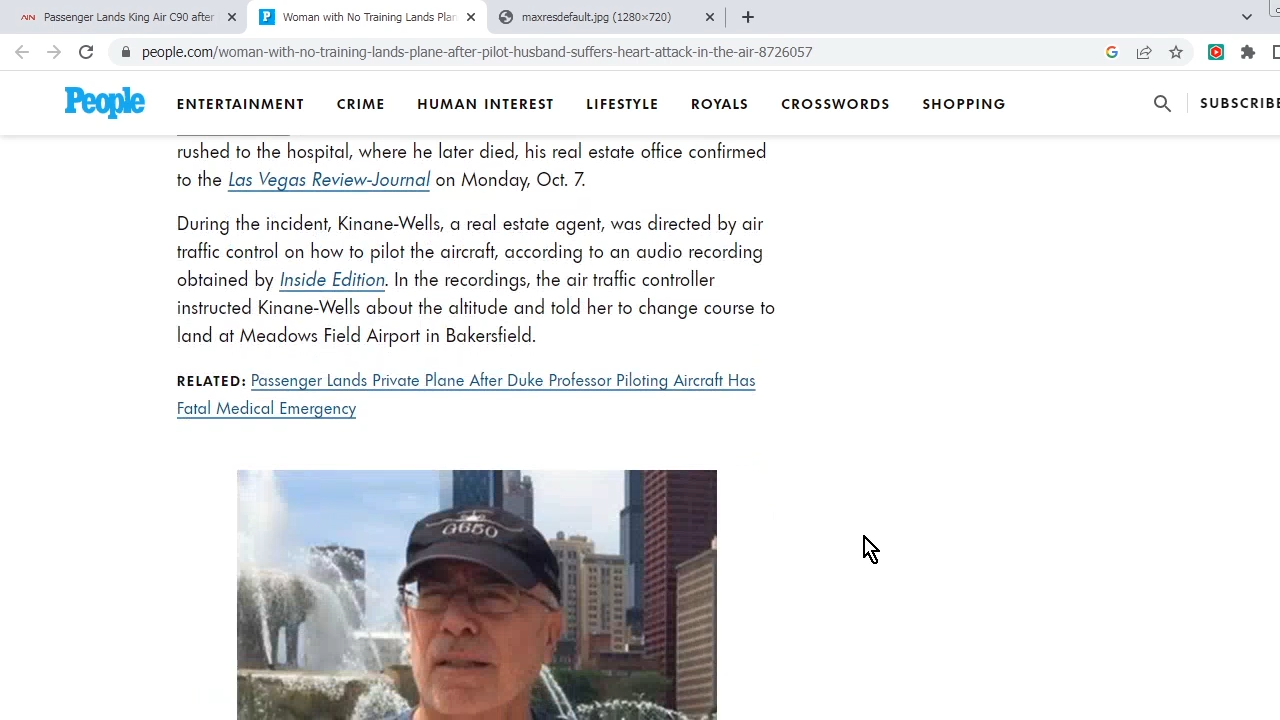 Passenger Lands King Air C90 after
Woman with No Training Lands Plan
maxresdefault.jpg (1280×720)
people.com/woman-with-no-training-lands-plane-after-pilot-husband-suffers-heart-attack-in-the-air-8726057
People
ENTERTAINMENT CRIME HUMAN INTEREST LIFESTYLE ROYALS CROSSWORDS SHOPPING
SUBSCRIBE
rushed to the hospital, where he later died, his real estate office confirmed
to the Las Vegas Review-Journal on Monday, Oct. 7.
During the incident, Kinane-Wells, a real estate agent, was directed by air
traffic control on how to pilot the aircraft, according to an audio recording
obtained by Inside Edition. In the recordings, the air traffic controller
instructed Kinane-Wells about the altitude and told her to change course to
land at Meadows Field Airport in Bakersfield.
RELATED: Passenger Lands Private Plane After Duke Professor Piloting Aircraft Has
Fatal Medical Emergency
G650